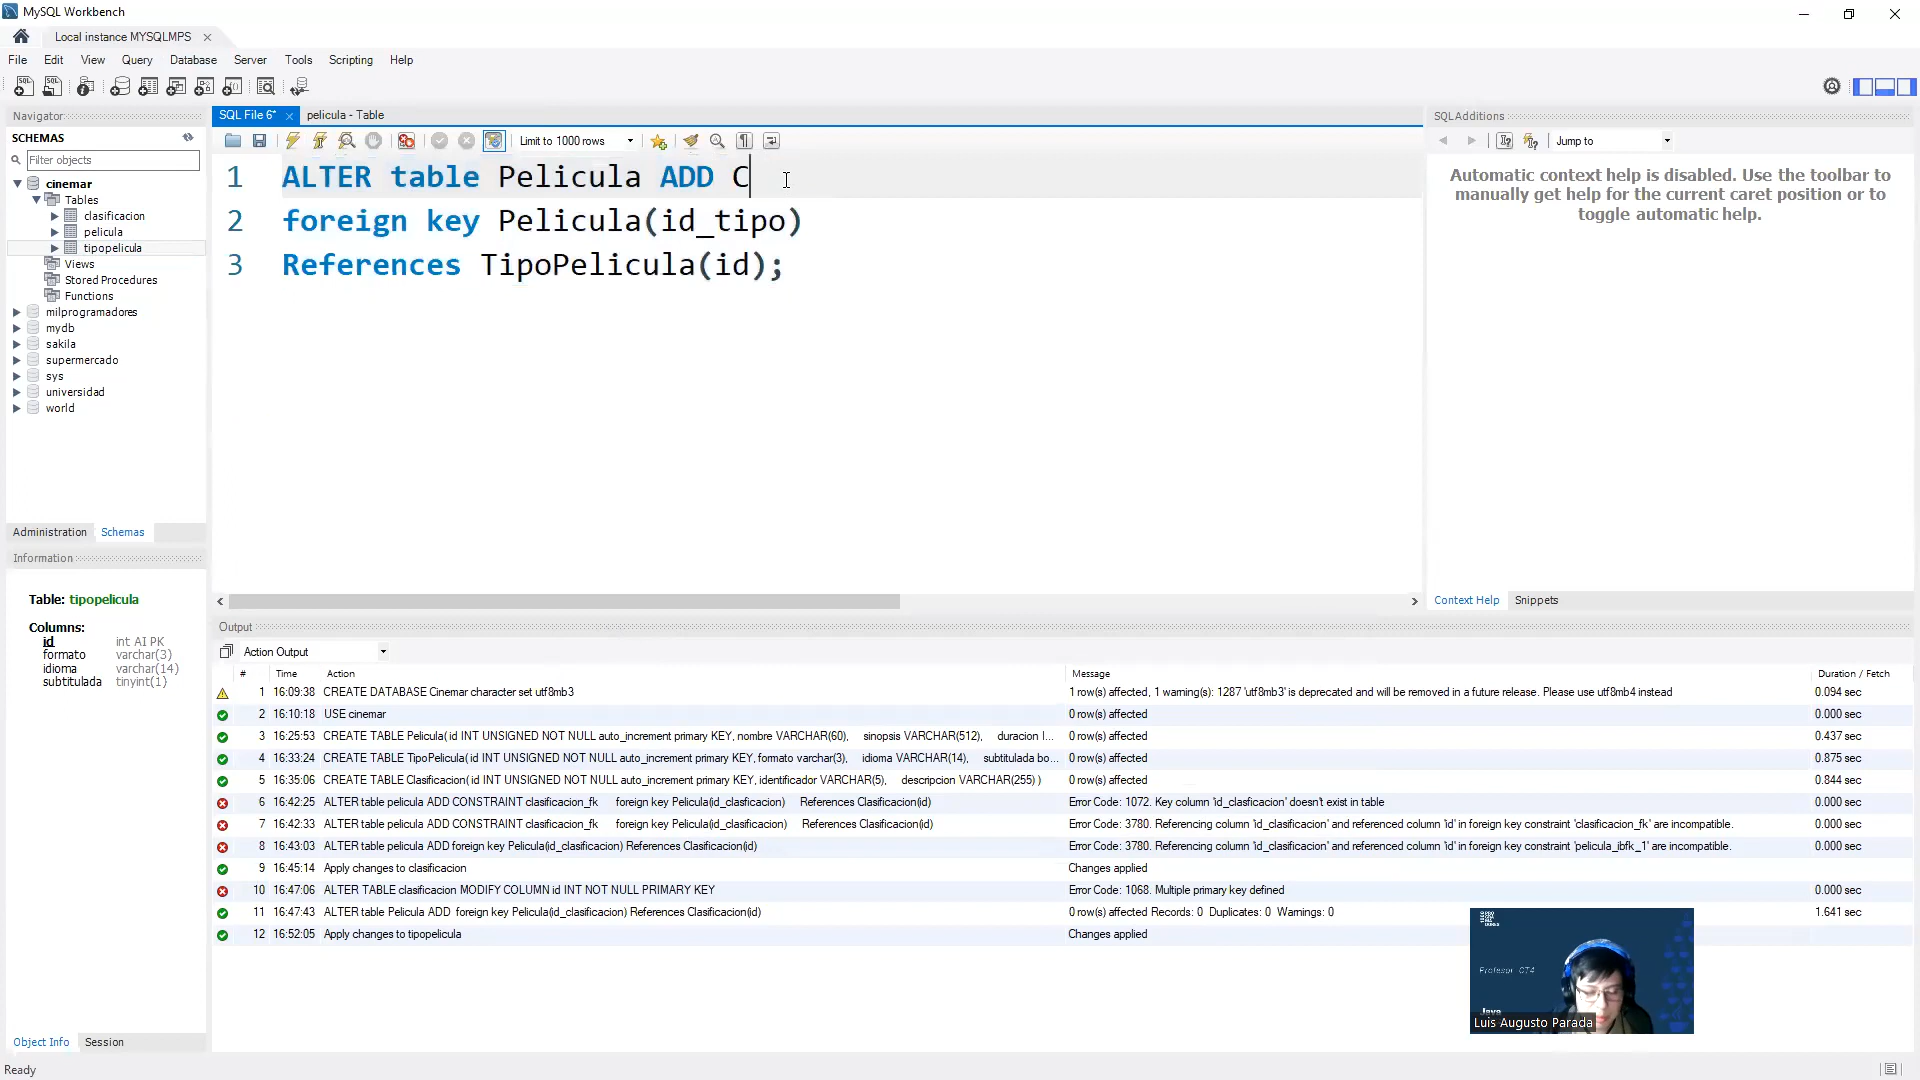 MySQL Workbench
Local instance MYSQLMPS
File Edit View Query Database Server Tools Scripting Help
Navigator
SCHEMAS
Filter objects
cinemar
Tables
clasificacion
pelicula
tipopelicula
Views
Stored Procedures
Functions
milprogramadores
mydb
sakila
supermercado
sys
universidad
world
Administration Schemas
Information
Table: tipopelicula
Columns:
id int AI PK
formato varchar(3)
idioma varchar(14)
subtitulada tinyint(1)
Object Info Session
Ready
SQL File 6* pelicula - Table
Limit to 1000 rows
1 ALTER table Pelicula ADD C
2 foreign key Pelicula(id_tipo)
3 References TipoPelicula(id);
SQLAdditions
Jump to
Automatic context help is disabled. Use the toolbar to
manually get help for the current caret position or to
toggle automatic help.
Context Help Snippets
Output
Action Output
# Time Action Message Duration / Fetch
1 16:09:38 CREATE DATABASE Cinemar character set utf8mb3 1 row(s) affected, 1 warning(s): 1287 'utf8mb3' is deprecated and will be removed in a future release. Please use utf8mb4 instead 0.094 sec
2 16:10:18 USE cinemar 0 row(s) affected 0.000 sec
3 16:25:53 CREATE TABLE Pelicula( id INT UNSIGNED NOT NULL auto_increment primary KEY, nombre VARCHAR(60), sinopsis VARCHAR(512), duracion I... 0 row(s) affected 0.437 sec
4 16:33:24 CREATE TABLE TipoPelicula( id INT UNSIGNED NOT NULL auto_increment primary KEY, formato varchar(3), idioma VARCHAR(14), subtitulada bo... 0 row(s) affected 0.875 sec
5 16:35:06 CREATE TABLE Clasificacion( id INT UNSIGNED NOT NULL auto_increment primary KEY, identificador VARCHAR(5), descripcion VARCHAR(255) ) 0 row(s) affected 0.844 sec
6 16:42:25 ALTER table pelicula ADD CONSTRAINT clasificacion_fk foreign key Pelicula(id_clasficacion) References Clasificacion(id) Error Code: 1072. Key column 'id_clasficacion' doesn't exist in table 0.000 sec
7 16:42:33 ALTER table pelicula ADD CONSTRAINT clasificacion_fk foreign key Pelicula(id_clasificacion) References Clasificacion(id) Error Code: 3780. Referencing column 'id_clasificacion' and referenced column 'id' in foreign key constraint 'clasificacion_fk' are incompatible. 0.000 sec
8 16:43:03 ALTER table pelicula ADD foreign key Pelicula(id_clasificacion) References Clasificacion(id) Error Code: 3780. Referencing column 'id_clasificacion' and referenced column 'id' in foreign key constraint 'pelicula_ibfk_1' are incompatible. 0.000 sec
9 16:45:14 Apply changes to clasificacion Changes applied
10 16:47:06 ALTER TABLE clasificacion MODIFY COLUMN id INT NOT NULL PRIMARY KEY Error Code: 1068. Multiple primary key defined 0.000 sec
11 16:47:43 ALTER table Pelicula ADD foreign key Pelicula(id_clasificacion) References Clasificacion(id) 0 row(s) affected Records: 0 Duplicates: 0 Warnings: 0 1.641 sec
12 16:52:05 Apply changes to tipopelicula Changes applied
Profesor CT4
Java
Luis Augusto Parada